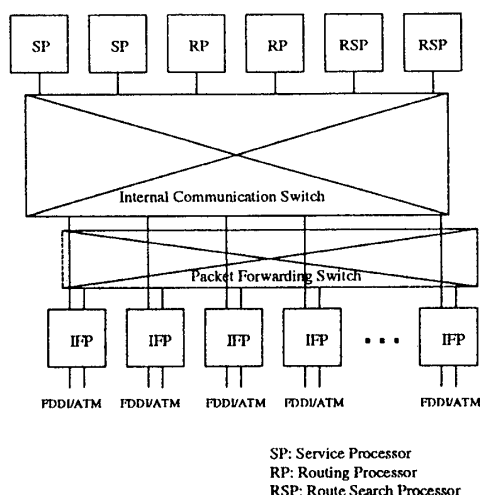 SP SP RP RP RSP RSP
Internal Communication Switch
Packet Forwarding Switch
IFP IFP IFP IFP IFP
FDDI/ATM FDDI/ATM FDDI/ATM FDDI/ATM FDDI/ATM
SP: Service Processor
RP: Routing Processor
RSP: Route Search Processor